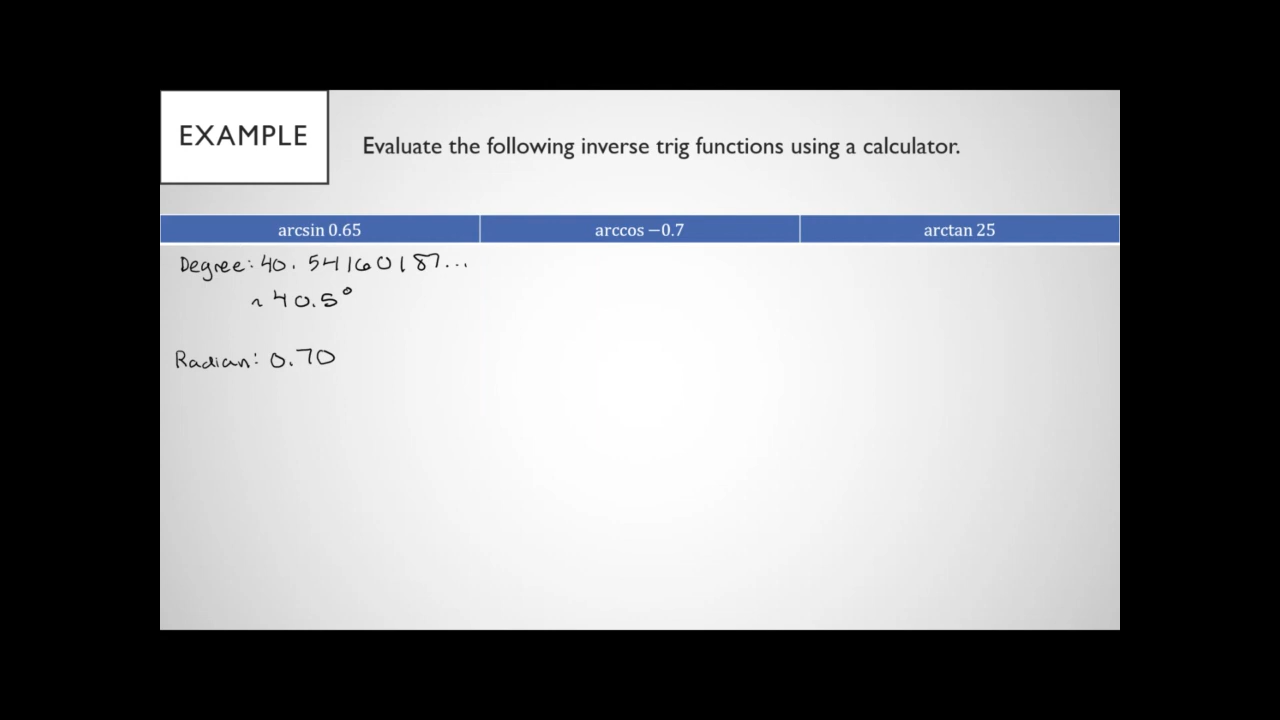 EXAMPLE
Evaluate the following inverse trig functions using a calculator.
arcsin 0.65
arccos −0.7
arctan 25
Degree: 40.54160187...
~ 40.5°
Radian: 0.70